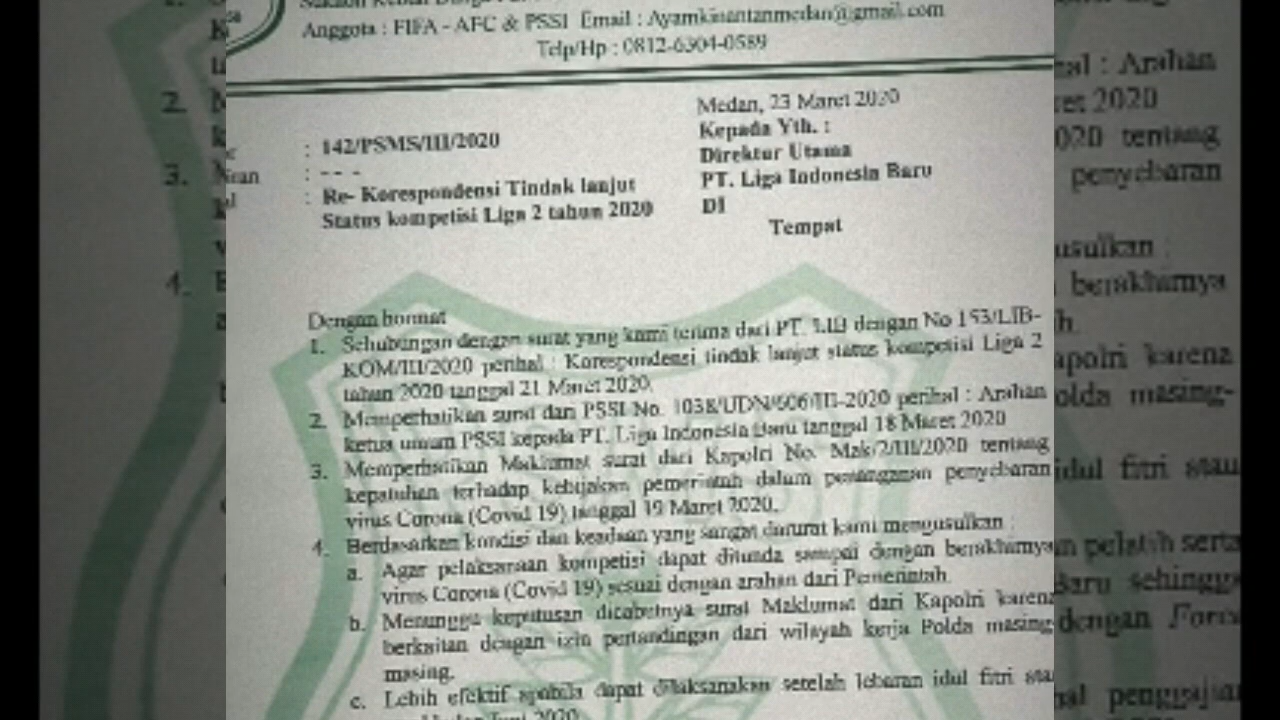 Anggota : FIFA - AFC & PSSI Email : Ayamkinantanmedan@gmail.com
Telp/Hp : 0812-6304-0589
Medan, 23 Maret 2020
Kepada Yth. :
: 142/PSMS/III/2020
Direktur Utama
: - - -
PT. Liga Indonesia Baru
: Re- Korespondensi Tindak lanjut
DI
Status kompetisi Liga 2 tahun 2020
Tempat
Dengan hormat
1. Sehubungan dengan surat yang kami terima dari PT. LIB dengan No 153/LIB-
KOM/III/2020 perihal : Korespondensi tindak lanjut status kompetisi Liga 2
tahun 2020 tanggal 21 Maret 2020.
2. Memperhatikan surat dari PSSI No. 1038/UDN/606/III-2020 perihal : Arahan
ketua umum PSSI kepada PT. Liga Indonesia Baru tanggal 18 Maret 2020
3. Memperhatikan Maklumat surat dari Kapolri No. Mak/2/III/2020 tentang
kepatuhan terhadap kebijakan pemerintah dalam penanganan penyebaran
virus Corona (Covid 19) tanggal 19 Maret 2020.
4. Berdasarkan kondisi dan keadaan yang sangat darurat kami mengusulkan :
a. Agar pelaksanaan kompetisi dapat ditunda sampai dengan berakhirnya
virus Corona (Covid 19) sesuai dengan arahan dari Pemerintah.
b. Menunggu keputusan dicabutnya surat Maklumat dari Kapolri karena
berkaitan dengan izin pertandingan dari wilayah kerja Polda masing-
masing.
c. Lebih efektif apabila dapat dilaksanakan setelah lebaran idul fitri atau
Juni 2020